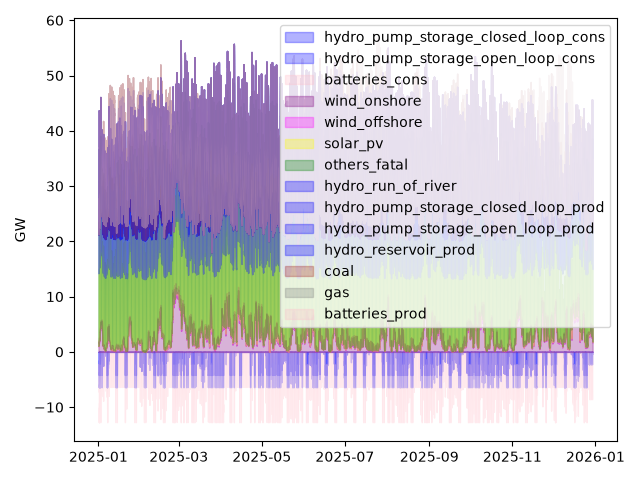 60
50
40
30
20
10
0
−10
GW
hydro_pump_storage_closed_loop_cons
hydro_pump_storage_open_loop_cons
batteries_cons
wind_onshore
wind_offshore
solar_pv
others_fatal
hydro_run_of_river
hydro_pump_storage_closed_loop_prod
hydro_pump_storage_open_loop_prod
hydro_reservoir_prod
coal
gas
batteries_prod
2025-01 2025-03 2025-05 2025-07 2025-09 2025-11 2026-01